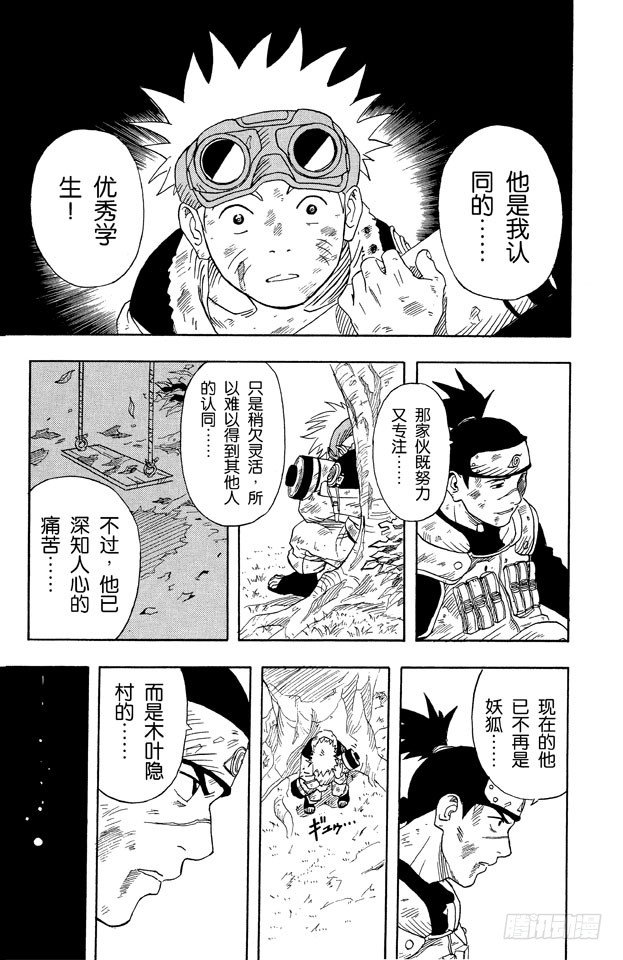 他是我认
同的……
优秀学
生！
那家伙既努力
又专注……
只是稍欠灵活，所
以难以得到其他人
的认同……
不过，他已
深知人心的
痛苦……
现在的他
已不再是
妖狐……
ギュゥ…
而是木叶隐
村的……
腾讯动漫